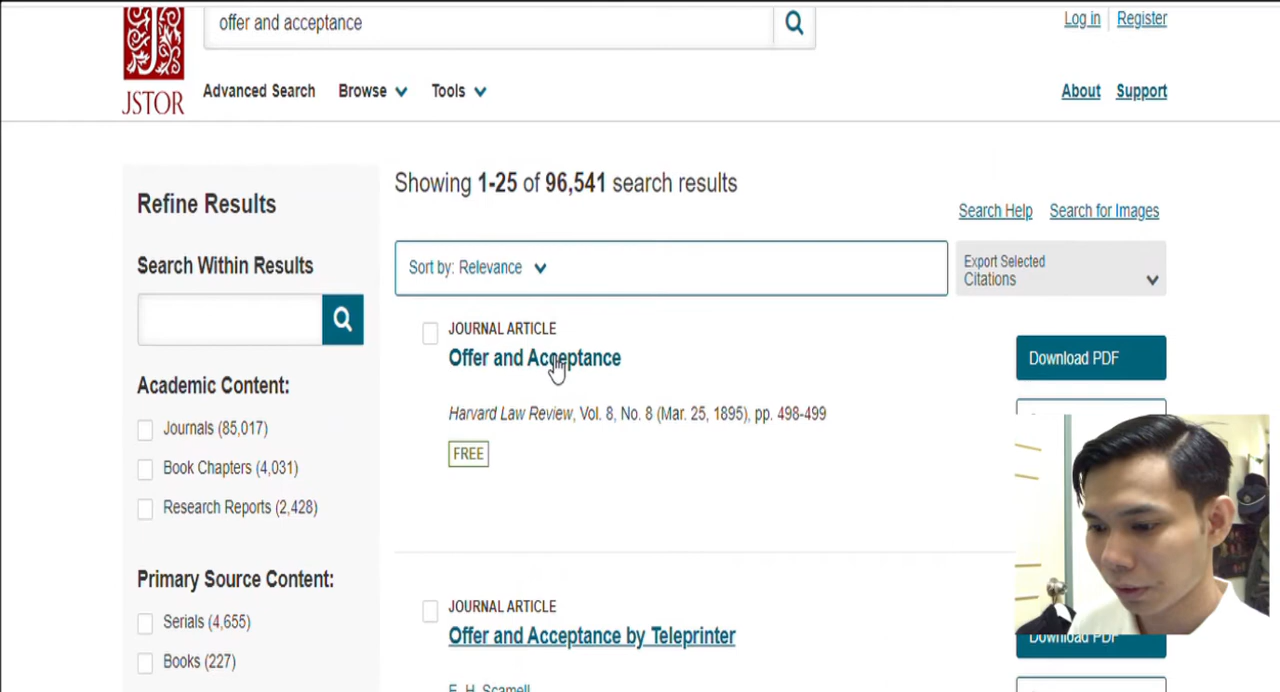 offer and acceptance
Log in
Register
JSTOR
Advanced Search
Browse
Tools
About
Support
Refine Results
Search Within Results
Academic Content:
Journals (85,017)
Book Chapters (4,031)
Research Reports (2,428)
Primary Source Content:
Serials (4,655)
Books (227)
Showing 1-25 of 96,541 search results
Search Help
Search for Images
Sort by: Relevance
Export Selected
Citations
JOURNAL ARTICLE
Offer and Acceptance
Download PDF
Harvard Law Review, Vol. 8, No. 8 (Mar. 25, 1895), pp. 498-499
FREE
JOURNAL ARTICLE
Offer and Acceptance by Teleprinter
Download PDF
E. H. Scamell